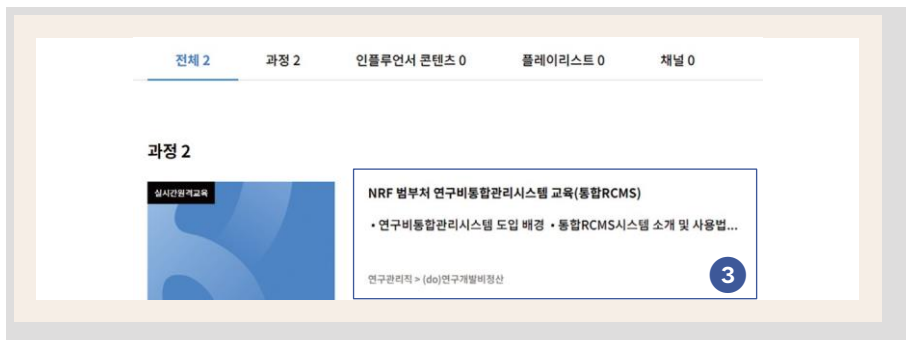 전체 2 과정 2 인플루언서 콘텐츠 0 플레이리스트 0 채널 0
과정 2
실시간원격교육
NRF 범부처 연구비통합관리시스템 교육(통합RCMS)
• 연구비통합관리시스템 도입 배경 • 통합RCMS시스템 소개 및 사용법...
연구관리직 > (do)연구개발비정산
3